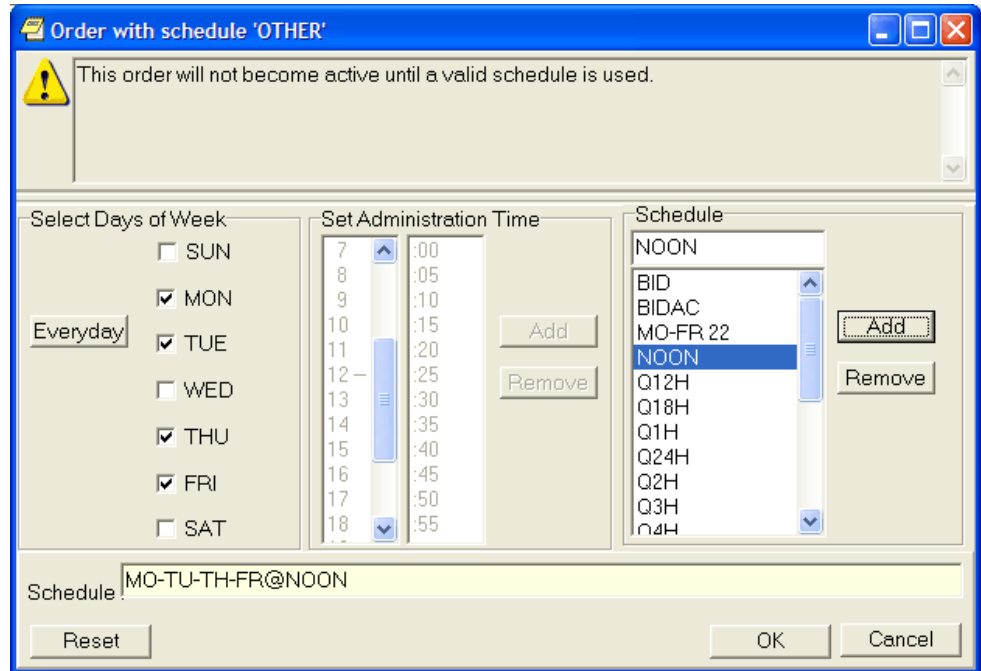 Order with schedule 'OTHER'
This order will not become active until a valid schedule is used.
Select Days of Week
SUN
MON
Everyday
TUE
WED
THU
FRI
SAT
Set Administration Time
7 :00
8 :05
9 :10
10 :15
11 :20
12 – :25
13 :30
14 :35
15 :40
16 :45
17 :50
18 :55
Add
Remove
Schedule
NOON
BID
BIDAC
MO-FR 22
NOON
Q12H
Q18H
Q1H
Q24H
Q2H
Q3H
Q4H
Add
Remove
Schedule :
MO-TU-TH-FR@NOON
Reset
OK
Cancel